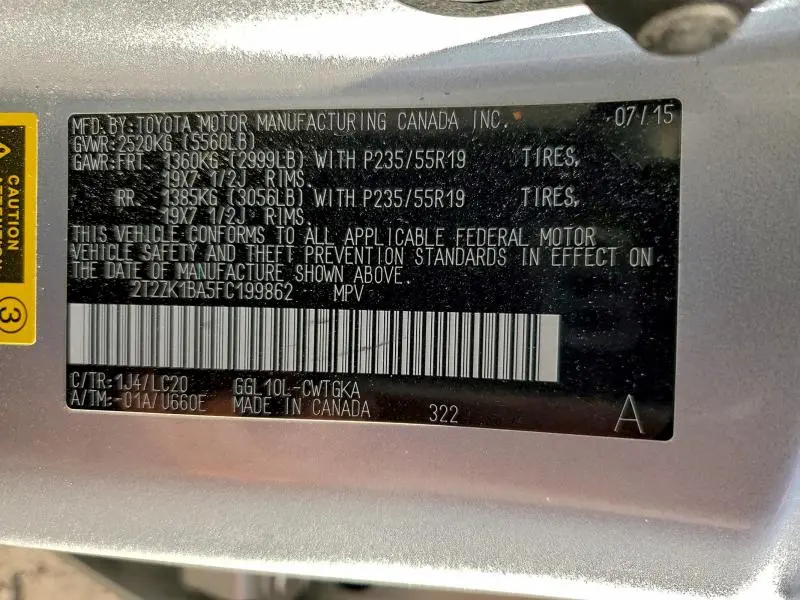 MFD.BY:TOYOTA MOTOR MANUFACTURING CANADA INC. 07/15
GVWR:2520KG (5560LB)
GAWR:FRT. 1360KG (2999LB) WITH P235/55R19 TIRES,
19X7 1/2J RIMS.
RR. 1385KG (3056LB) WITH P235/55R19 TIRES,
19X7 1/2J RIMS.
THIS VEHICLE CONFORMS TO ALL APPLICABLE FEDERAL MOTOR
VEHICLE SAFETY AND THEFT PREVENTION STANDARDS IN EFFECT ON
THE DATE OF MANUFACTURE SHOWN ABOVE.
2T2ZK1BA5FC199862 MPV
C/TR:1J4/LC20 GGL10L-CWTGKA
A/TM:-01A/U660E MADE IN CANADA 322 A
CAUTION
3